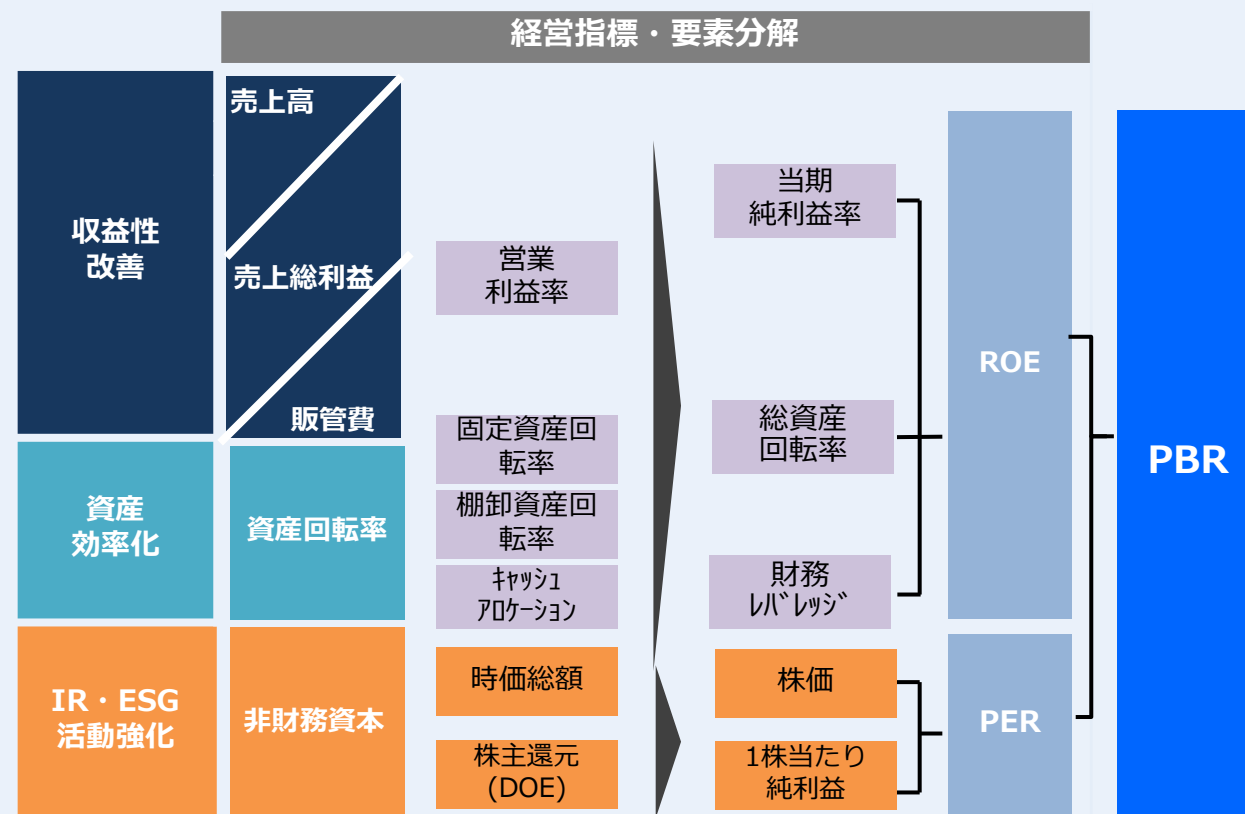 経営指標・要素分解
収益性
改善
売上高
売上総利益
販管費
営業
利益率
当期
純利益率
ROE
PBR
総資産
回転率
固定資産回
転率
資産
効率化
資産回転率
棚卸資産回
転率
ｷｬｯｼｭ
ｱﾛｹｰｼｮﾝ
財務
ﾚﾊﾞﾚｯｼﾞ
IR・ESG
活動強化
非財務資本
時価総額
株価
PER
株主還元
(DOE)
1株当たり
純利益